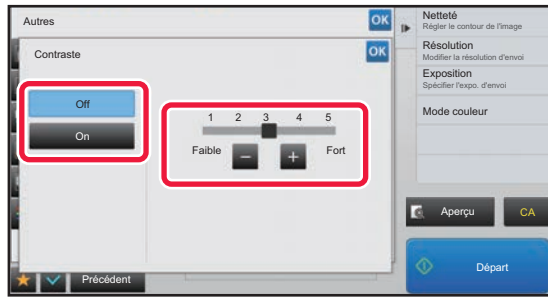 Autres
OK
Contraste
OK
Off
On
1 2 3 4 5
Faible
Fort
Netteté
Régler le contour de l'image
Résolution
Modifier la résolution d'envoi
Exposition
Spécifier l'expo. d'envoi
Mode couleur
Aperçu
CA
Précédent
Départ